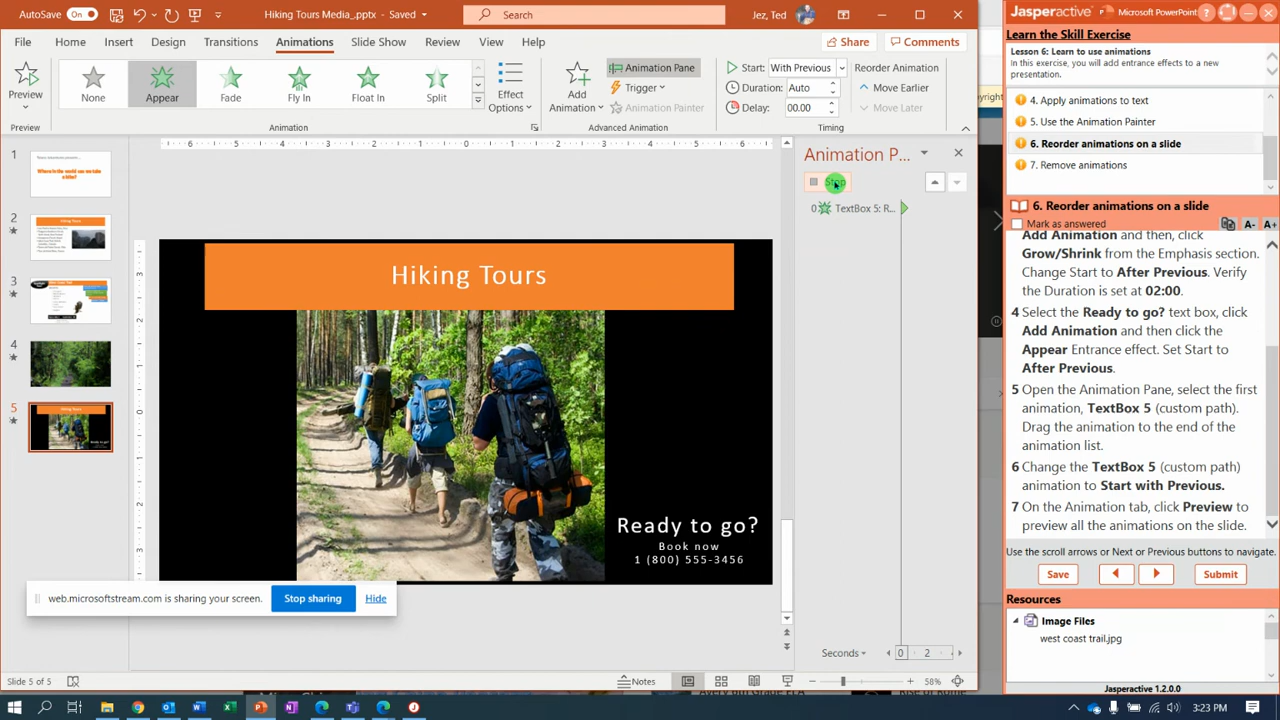 AutoSave On
Hiking Tours Media_.pptx - Saved
Search
Jez, Ted
File Home Insert Design Transitions Animations Slide Show Review View Help
Share
Comments
Preview
None
Appear
Fade
Fly In
Float In
Split
Effect Options
Add Animation
Animation Pane
Trigger
Animation Painter
Start: With Previous
Duration: Auto
Delay: 00.00
Reorder Animation
Move Earlier
Move Later
Preview
Animation
Advanced Animation
Timing
Animation P...
Stop
0 TextBox 5: R...
1
2
3
4
5
Hiking Tours
Ready to go?
Book now
1 (800) 555-3456
web.microsoftstream.com is sharing your screen.
Stop sharing
Hide
Seconds
0 2
Slide 5 of 5
Notes
58%
3:23 PM
Jasperactive
Microsoft PowerPoint
Learn the Skill Exercise
Lesson 6: Learn to use animations
In this exercise, you will add entrance effects to a new
presentation.
4. Apply animations to text
5. Use the Animation Painter
6. Reorder animations on a slide
7. Remove animations
6. Reorder animations on a slide
Mark as answered
A- A+
Add Animation and then, click
Grow/Shrink from the Emphasis section.
Change Start to After Previous. Verify
the Duration is set at 02:00.
4 Select the Ready to go? text box, click
Add Animation and then click the
Appear Entrance effect. Set Start to
After Previous.
5 Open the Animation Pane, select the first
animation, TextBox 5 (custom path).
Drag the animation to the end of the
animation list.
6 Change the TextBox 5 (custom path)
animation to Start with Previous.
7 On the Animation tab, click Preview to
preview all the animations on the slide.
Use the scroll arrows or Next or Previous buttons to navigate.
Save
Submit
Resources
Image Files
west coast trail.jpg
Jasperactive 1.2.0.0